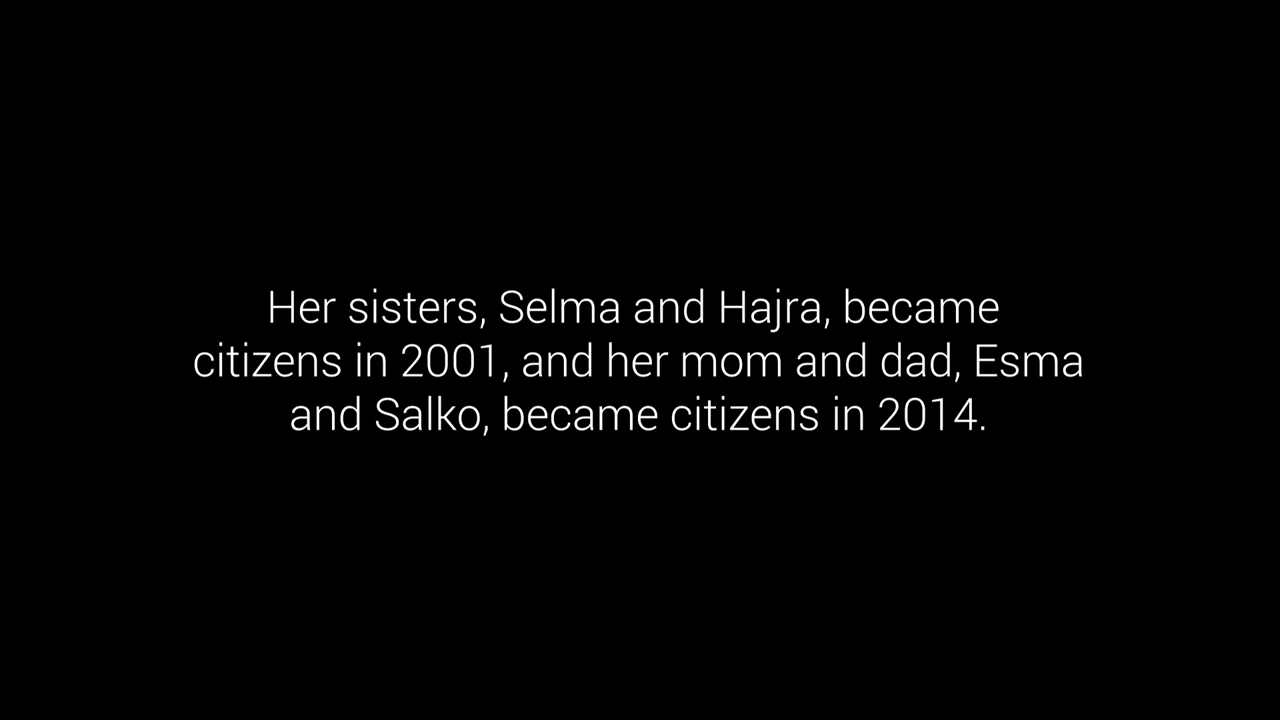 Her sisters, Selma and Hajra, became
citizens in 2001, and her mom and dad, Esma
and Salko, became citizens in 2014.